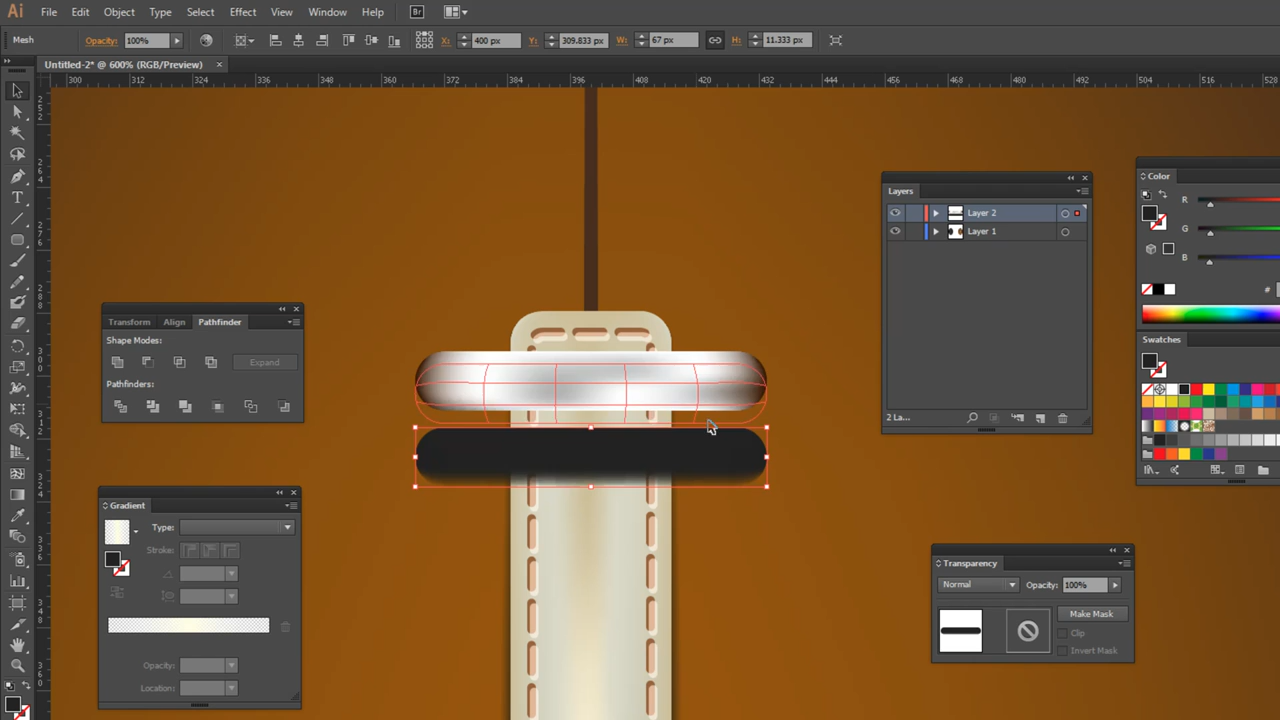 Ai File Edit Object Type Select Effect View Window Help Br
Mesh Opacity: 100% X: 400 px Y: 309.833 px W: 67 px H: 11.333 px
Untitled-2* @ 600% (RGB/Preview) ×
300 312 324 336 348 360 372 384 396 408 420 432 444 456 468 480 492 504 516 528
Layers
Layer 2
Layer 1
2 La...
Color
R
G
B
#
Swatches
Transform Align Pathfinder
Shape Modes:
Expand
Pathfinders:
Gradient
Type:
Stroke:
Opacity:
Location:
Transparency
Normal Opacity: 100%
Make Mask
Clip
Invert Mask